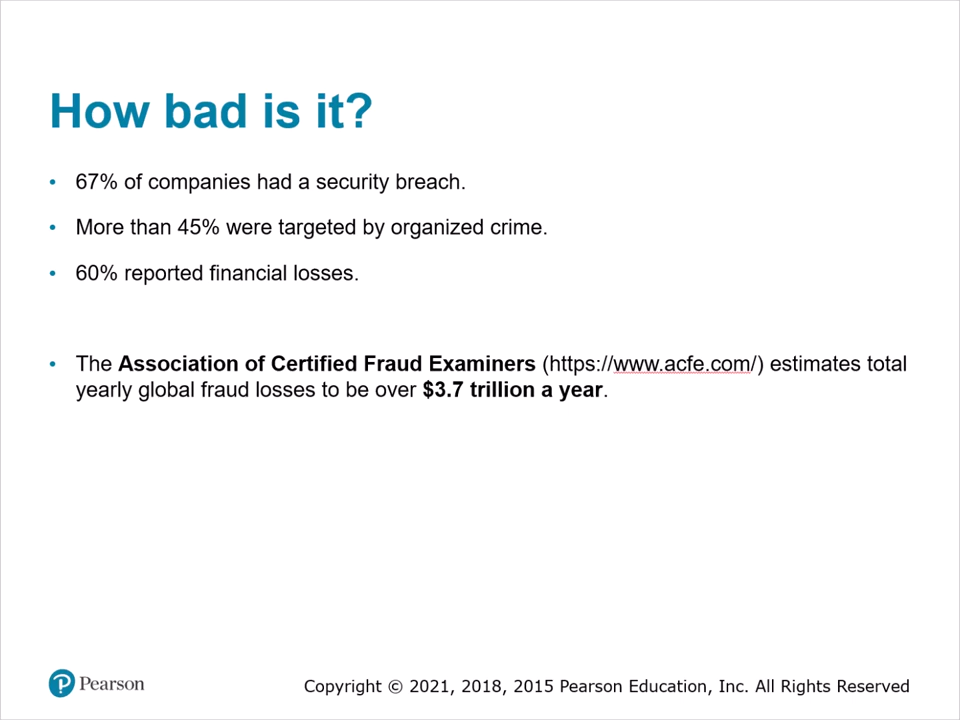 How bad is it?
• 67% of companies had a security breach.
• More than 45% were targeted by organized crime.
• 60% reported financial losses.
• The Association of Certified Fraud Examiners (https://www.acfe.com/) estimates total
yearly global fraud losses to be over $3.7 trillion a year.
Pearson
Copyright © 2021, 2018, 2015 Pearson Education, Inc. All Rights Reserved